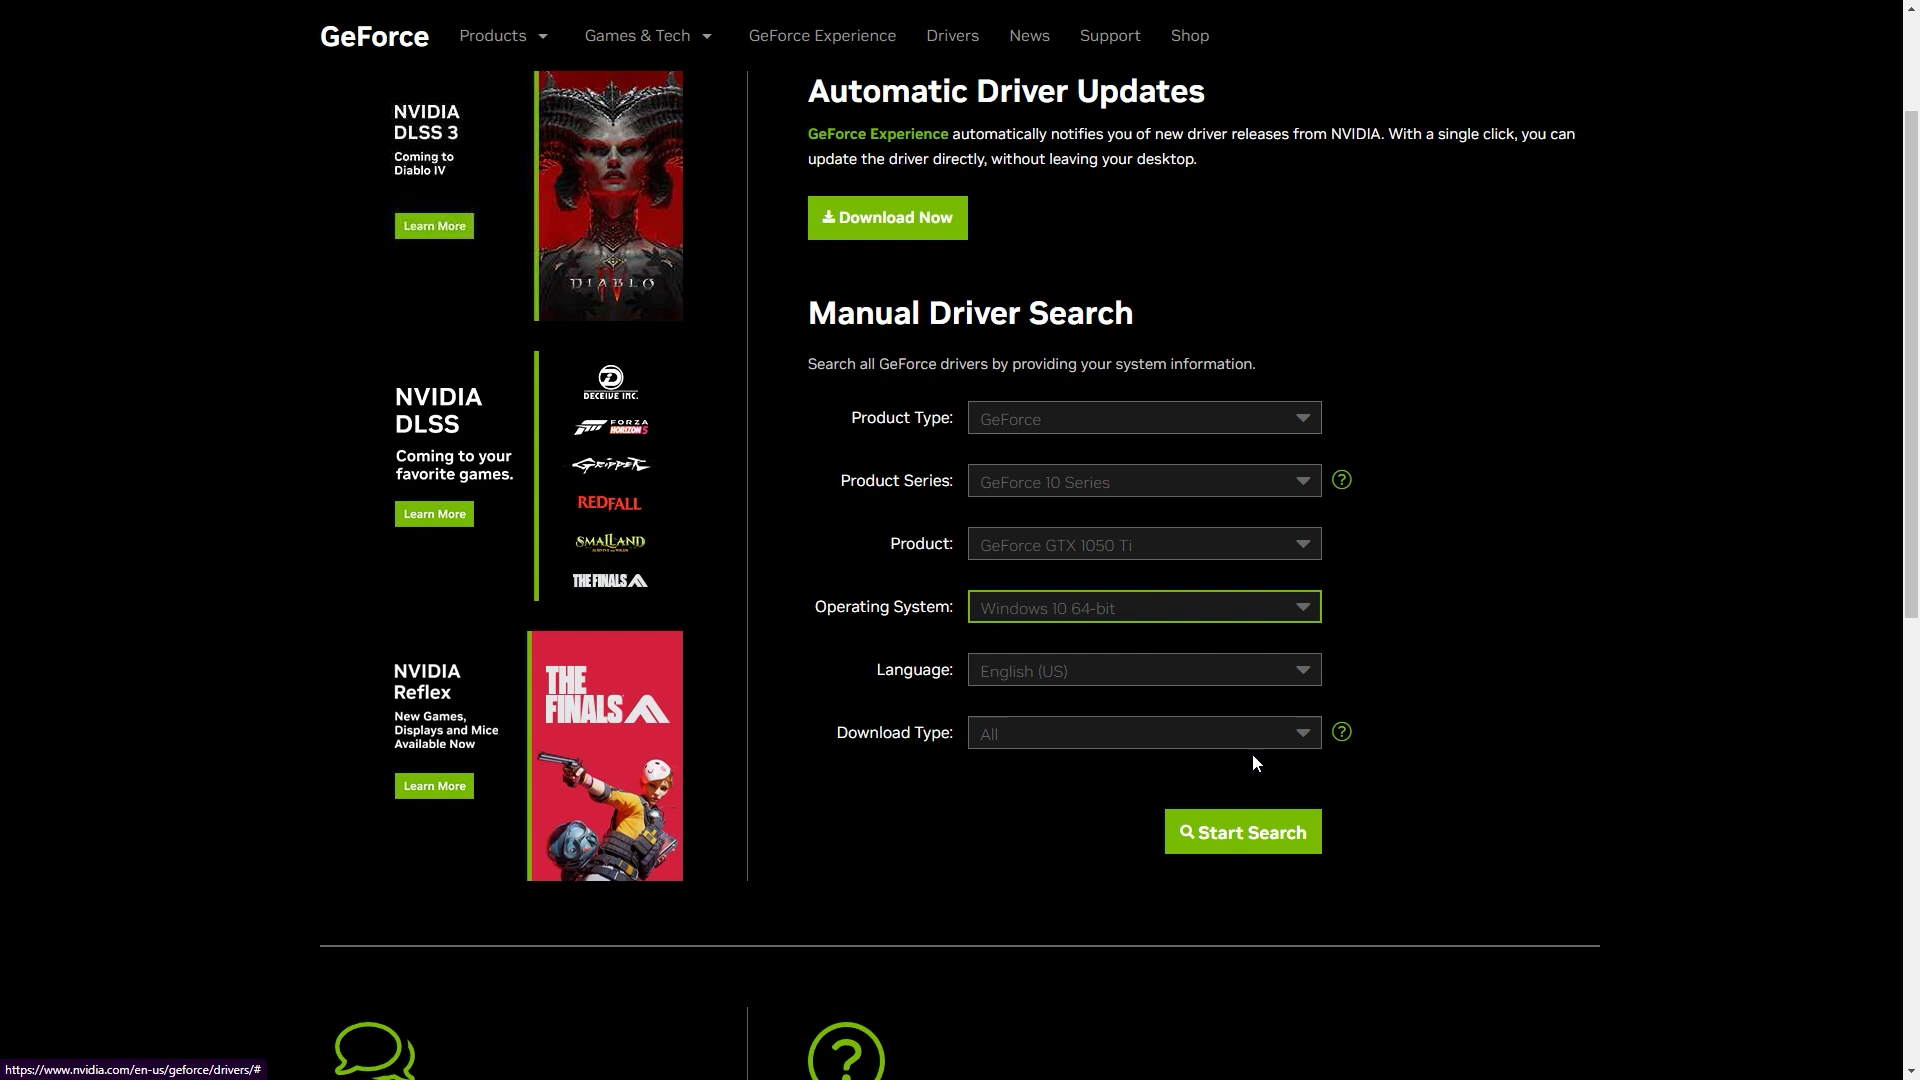 GeForce Products Games & Tech GeForce Experience Drivers News Support Shop
NVIDIA
DLSS 3
Coming to
Diablo IV
Learn More
DIABLO
IV
NVIDIA
DLSS
Coming to your
favorite games.
Learn More
DECEIVE INC.
FORZA
HORIZON 5
GRIPPER
REDFALL
SMALLAND
THE FINALS
NVIDIA
Reflex
New Games,
Displays and Mice
Available Now
Learn More
THE
FINALS
Automatic Driver Updates
GeForce Experience automatically notifies you of new driver releases from NVIDIA. With a single click, you can
update the driver directly, without leaving your desktop.
Download Now
Manual Driver Search
Search all GeForce drivers by providing your system information.
Product Type: GeForce
Product Series: GeForce 10 Series ?
Product: GeForce GTX 1050 Ti
Operating System: Windows 10 64-bit
Language: English (US)
Download Type: All ?
Start Search
?
https://www.nvidia.com/en-us/geforce/drivers/#